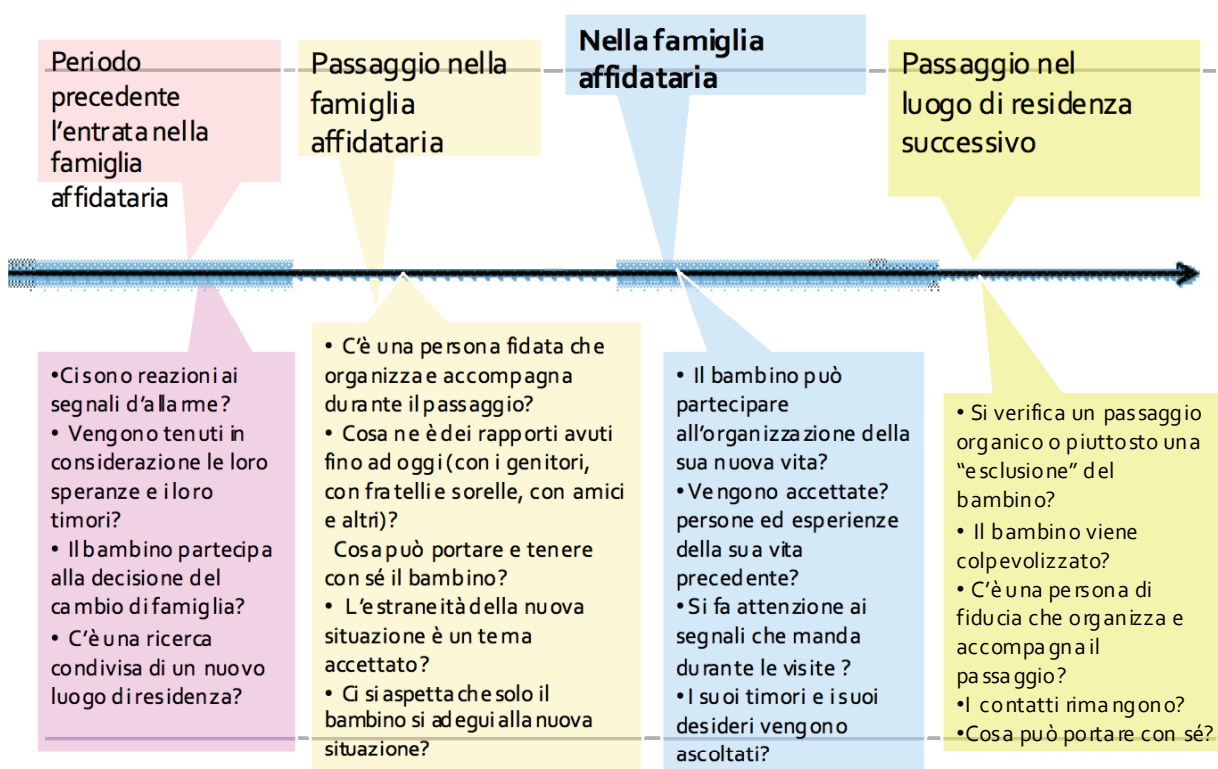 Periodo
precedente
l'entrata nella
famiglia
affidataria
Passaggio nella
famiglia
affidataria
Nella famiglia
affidataria
Passaggio nel
luogo di residenza
successivo
•Ci sono reazioni ai
segnali d'allarme?
• Vengono tenuti in
considerazione le loro
speranze e i loro
timori?
• Il bambino partecipa
alla decisione del
cambio di famiglia?
• C'è una ricerca
condivisa di un nuovo
luogo di residenza?
• C'è una persona fidata che
organizza e accompagna
durante il passaggio?
• Cosa ne è dei rapporti avuti
fino ad oggi (con i genitori,
con fratelli e sorelle, con amici
e altri)?
Cosa può portare e tenere
con sé il bambino?
• L'estraneità della nuova
situazione è un tema
accettato?
• Ci si aspetta che solo il
bambino si adegui alla nuova
situazione?
• Il bambino può
partecipare
all'organizzazione della
sua nuova vita?
•Vengono accettate?
persone ed esperienze
della sua vita
precedente?
•Si fa attenzione ai
segnali che manda
durante le visite ?
•I suoi timori e i suoi
desideri vengono
ascoltati?
• Si verifica un passaggio
organico o piuttosto una
"esclusione" del
bambino?
• Il bambino viene
colpevolizzato?
• C'è una persona di
fiducia che organizza e
accompagna il
passaggio?
•I contatti rimangono?
•Cosa può portare con sé?